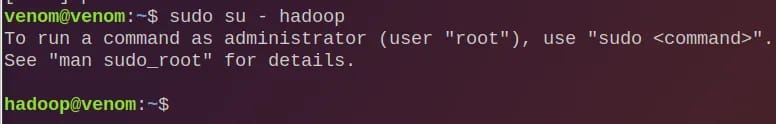 venom@venom:~$ sudo su - hadoop
To run a command as administrator (user "root"), use "sudo <command>".
See "man sudo_root" for details.
hadoop@venom:~$